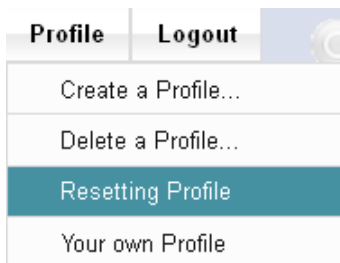 Profile Logout
Create a Profile...
Delete a Profile...
Resetting Profile
Your own Profile